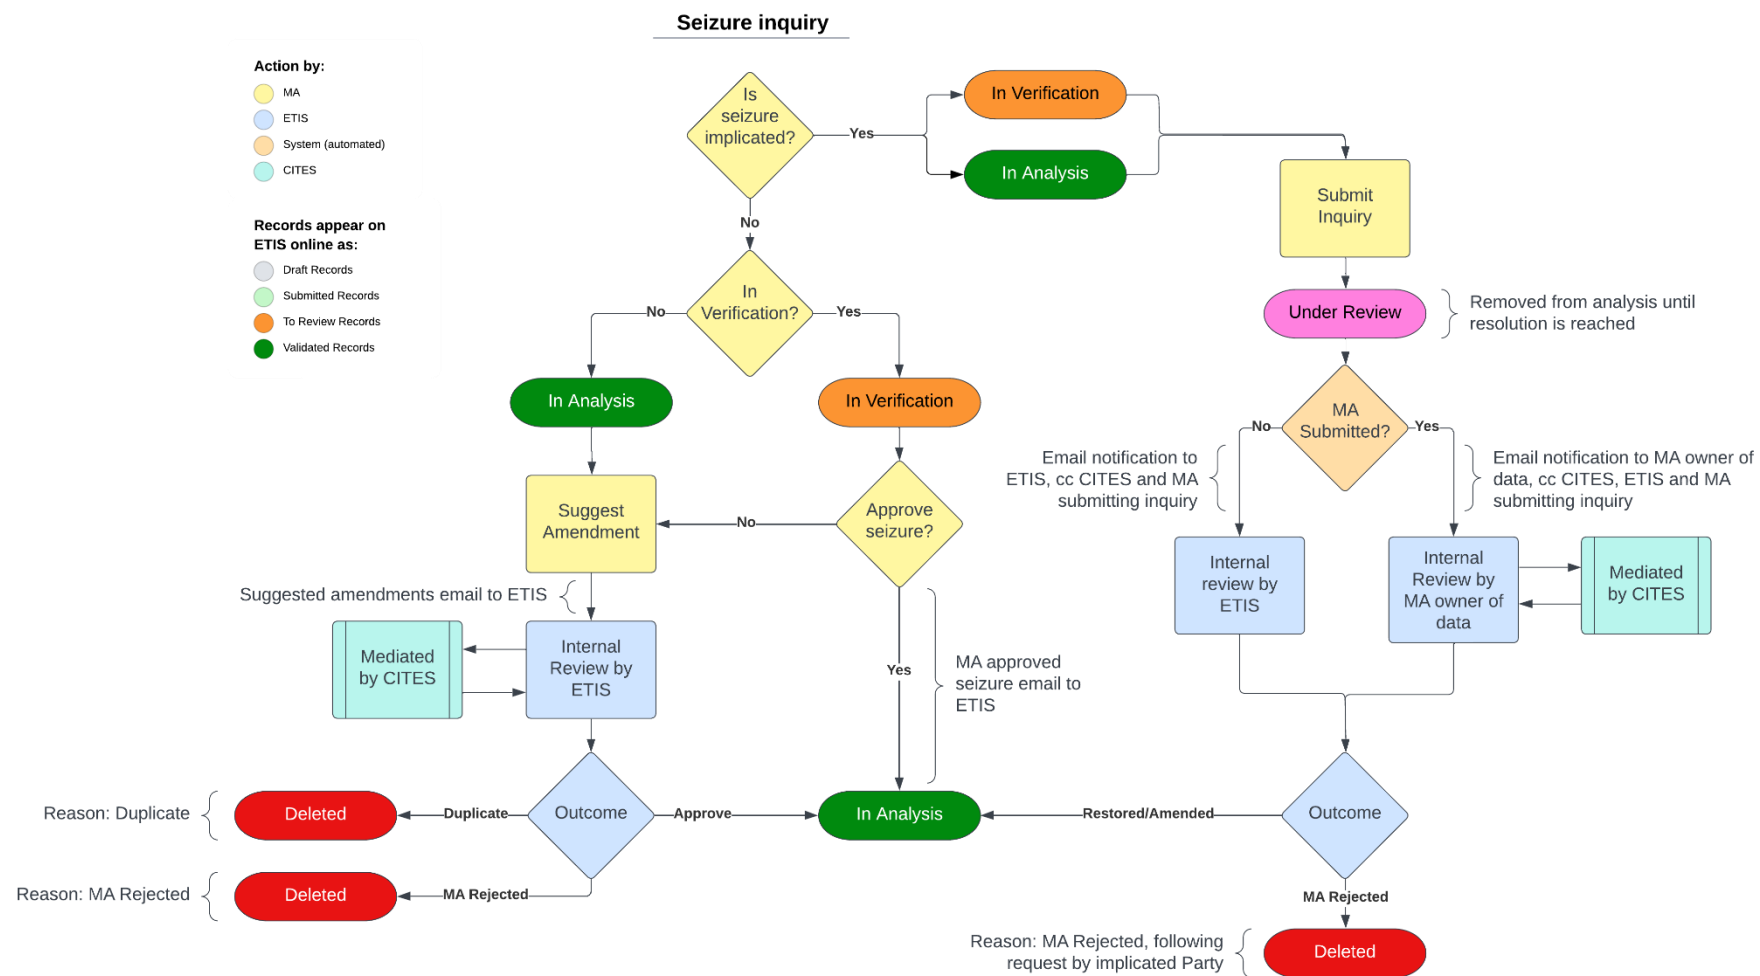 Seizure inquiry
Action by:
MA
ETIS
System (automated)
CITES
Records appear on
ETIS online as:
Draft Records
Submitted Records
To Review Records
Validated Records
Is
seizure
implicated?
Yes
In Verification
In Analysis
Submit
Inquiry
No
In
Verification?
No
Yes
Under Review
Removed from analysis until
resolution is reached
In Analysis
In Verification
MA
Submitted?
No
Yes
Email notification to
ETIS, cc CITES and MA
submitting inquiry
Email notification to MA owner of
data, cc CITES, ETIS and MA
submitting inquiry
Suggest
Amendment
No
Approve
seizure?
Internal
review by
ETIS
Internal
Review by
MA owner of
data
Mediated
by CITES
Suggested amendments email to ETIS
Mediated
by CITES
Internal
Review by
ETIS
Yes
MA approved
seizure email to
ETIS
Reason: Duplicate
Deleted
Duplicate
Outcome
Approve
In Analysis
Restored/Amended
Outcome
Reason: MA Rejected
Deleted
MA Rejected
MA Rejected
Reason: MA Rejected, following
request by implicated Party
Deleted